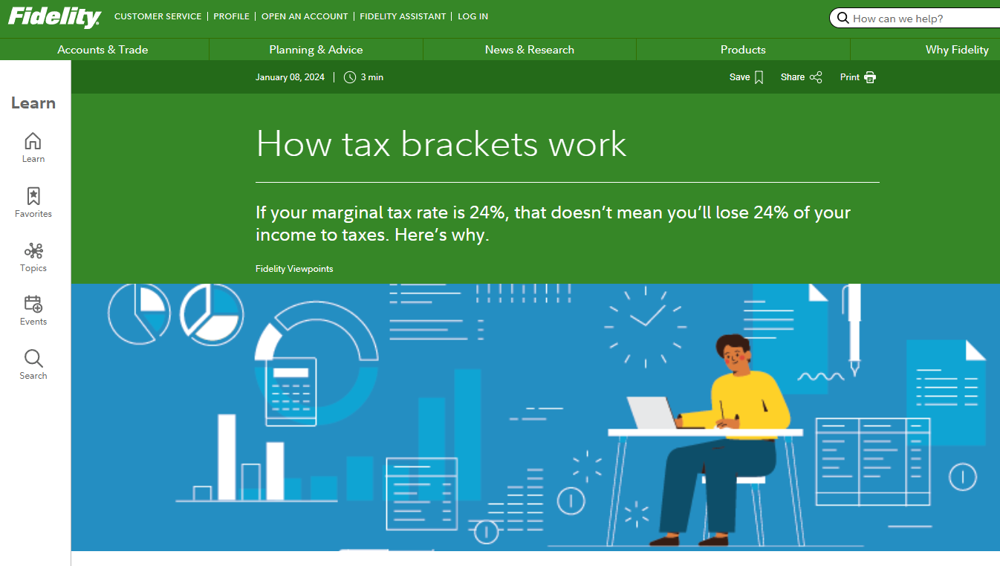 Fidelity
CUSTOMER SERVICE | PROFILE | OPEN AN ACCOUNT | FIDELITY ASSISTANT | LOG IN
How can we help?
Accounts & Trade
Planning & Advice
News & Research
Products
Why Fidelity
January 08, 2024 | 3 min
Save
Share
Print
Learn
Learn
Favorites
Topics
Events
Search
How tax brackets work
If your marginal tax rate is 24%, that doesn’t mean you’ll lose 24% of your
income to taxes. Here’s why.
Fidelity Viewpoints